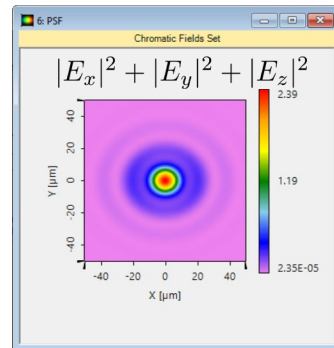 6: PSF
Chromatic Fields Set
|E_x|^2 + |E_y|^2 + |E_z|^2
2.39
1.19
2.35E-05
40
20
0
-20
-40
Y [µm]
-40 -20 0 20 40
X [µm]